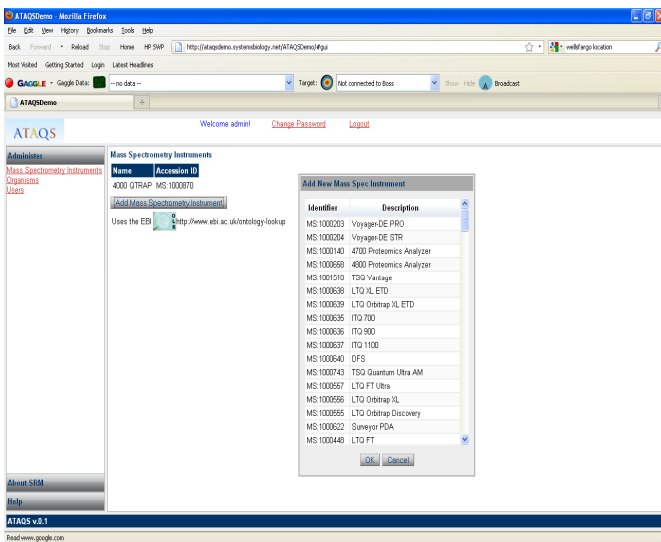 ATAQSDemo - Mozilla Firefox
File Edit View History Bookmarks Tools Help
Back Forward Reload Stop Home HP SWP http://ataqsdemo.systemsbiology.net/ATAQSDemo/#gui wellsfargo location
Most Visited Getting Started Login Latest Headlines
GAGGLE Gaggle Data: -- no data -- Target: Not connected to Boss Show Hide Broadcast
ATAQSDemo
ATAQS Welcome admin! Change Password Logout
Administer
Mass Spectrometry Instruments
Organisms
Users
Mass Spectrometry Instruments
Name Accession ID
4000 QTRAP MS:1000870
Add Mass Spectrometry Instrument
Uses the EBI OLS http://www.ebi.ac.uk/ontology-lookup
Add New Mass Spec Instrument
Identifier Description
MS:1000203 Voyager-DE PRO
MS:1000204 Voyager-DE STR
MS:1000140 4700 Proteomics Analyzer
MS:1000658 4800 Proteomics Analyzer
MS:1001510 TSQ Vantage
MS:1000638 LTQ XL ETD
MS:1000639 LTQ Orbitrap XL ETD
MS:1000635 ITQ 700
MS:1000636 ITQ 900
MS:1000637 ITQ 1100
MS:1000640 DFS
MS:1000743 TSQ Quantum Ultra AM
MS:1000557 LTQ FT Ultra
MS:1000556 LTQ Orbitrap XL
MS:1000555 LTQ Orbitrap Discovery
MS:1000622 Surveyor PDA
MS:1000448 LTQ FT
OK Cancel
About SRM
Help
ATAQS v.0.1
Read www.google.com